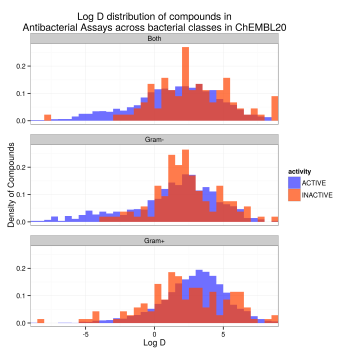 Log D distribution of compounds in
Antibacterial Assays across bacterial classes in ChEMBL20
Both
0.2
0.1
0.0
Gram-
0.2
0.1
0.0
Gram+
0.2
0.1
0.0
-5
0
5
Log D
Density of Compounds
activity
ACTIVE
INACTIVE